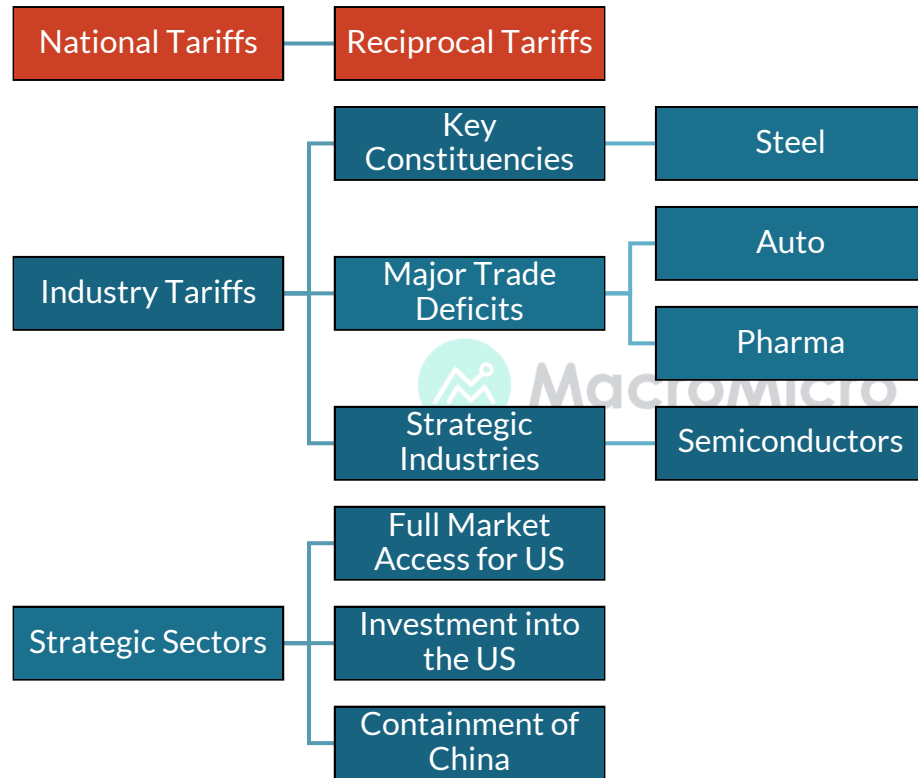 National Tariffs
Reciprocal Tariffs
Key
Constituencies
Steel
Industry Tariffs
Major Trade
Deficits
Auto
Pharma
MacroMicro
Strategic
Industries
Semiconductors
Strategic Sectors
Full Market
Access for US
Investment into
the US
Containment of
China